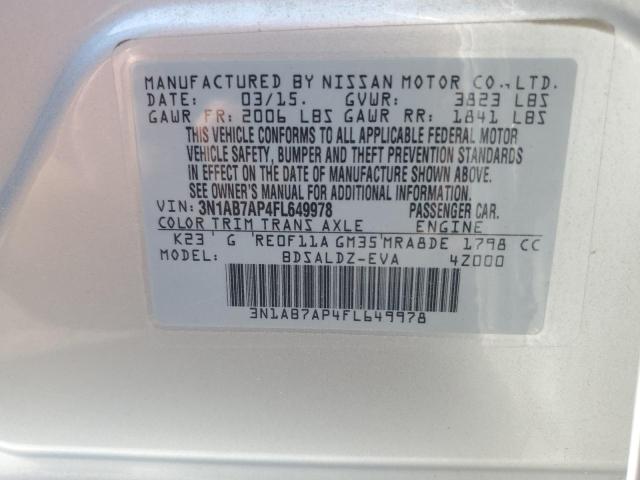 MANUFACTURED BY NISSAN MOTOR CO., LTD.
DATE: 03/15. GVWR: 3823 LBS
GAWR FR: 2006 LBS GAWR RR: 1841 LBS
THIS VEHICLE CONFORMS TO ALL APPLICABLE FEDERAL MOTOR
VEHICLE SAFETY, BUMPER AND THEFT PREVENTION STANDARDS
IN EFFECT ON THE DATE OF MANUFACTURE SHOWN ABOVE.
SEE OWNER'S MANUAL FOR ADDITIONAL INFORMATION.
VIN: 3N1AB7AP4FL649978 PASSENGER CAR.
COLOR TRIM TRANS AXLE ENGINE
K23 G RE0F11A GM35 MRA8DE 1798 CC
MODEL: BDSALDZ-EVA 4Z000
3N1AB7AP4FL649978